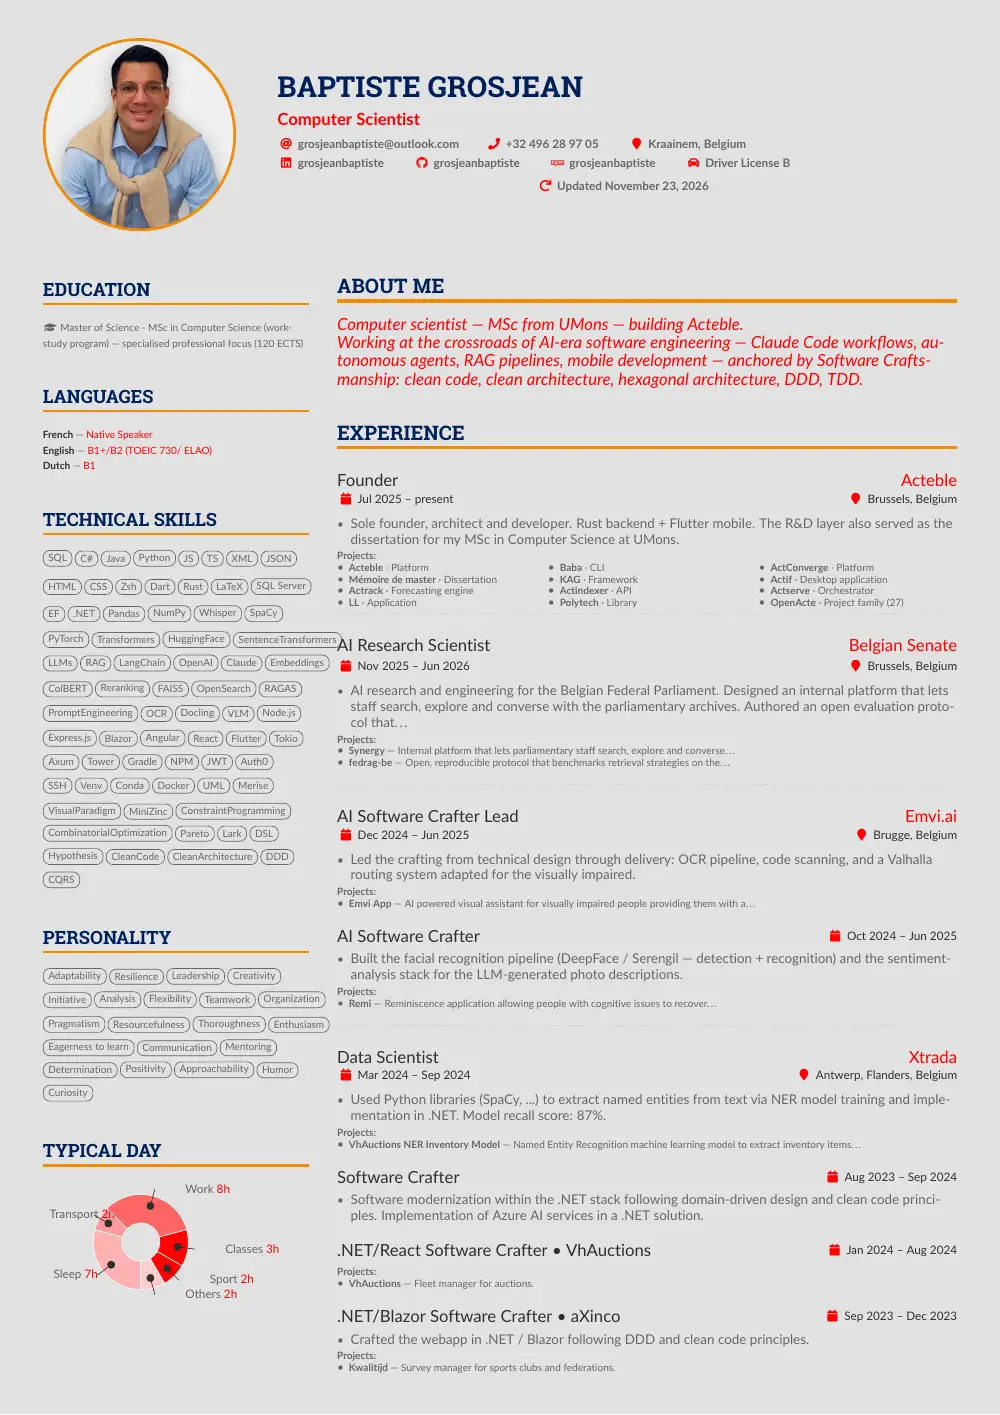 BAPTISTE GROSJEAN
Computer Scientist
grosjeanbaptiste@outlook.com +32 496 28 97 05 Kraainem, Belgium
grosjeanbaptiste grosjeanbaptiste grosjeanbaptiste Driver License B
Updated November 23, 2026
EDUCATION
Master of Science - MSc in Computer Science (work-
study program) — specialised professional focus (120 ECTS)
LANGUAGES
French — Native Speaker
English — B1+/B2 (TOEIC 730/ ELAO)
Dutch — B1
TECHNICAL SKILLS
SQL C# Java Python JS TS XML JSON
HTML CSS Zsh Dart Rust LaTeX SQL Server
EF .NET Pandas NumPy Whisper SpaCy
PyTorch Transformers HuggingFace SentenceTransformers
LLMs RAG LangChain OpenAI Claude Embeddings
ColBERT Reranking FAISS OpenSearch RAGAS
PromptEngineering OCR Docling VLM Node.js
Express.js Blazor Angular React Flutter Tokio
Axum Tower Gradle NPM JWT Auth0
SSH Venv Conda Docker UML Merise
VisualParadigm MiniZinc ConstraintProgramming
CombinatorialOptimization Pareto Lark DSL
Hypothesis CleanCode CleanArchitecture DDD
CQRS
PERSONALITY
Adaptability Resilience Leadership Creativity
Initiative Analysis Flexibility Teamwork Organization
Pragmatism Resourcefulness Thoroughness Enthusiasm
Eagerness to learn Communication Mentoring
Determination Positivity Approachability Humor
Curiosity
TYPICAL DAY
Work 8h
Transport 2h
Classes 3h
Sleep 7h
Sport 2h
Others 2h
ABOUT ME
Computer scientist — MSc from UMons — building Acteble.
Working at the crossroads of AI-era software engineering — Claude Code workflows, au-
tonomous agents, RAG pipelines, mobile development — anchored by Software Crafts-
manship: clean code, clean architecture, hexagonal architecture, DDD, TDD.
EXPERIENCE
Founder Acteble
Jul 2025 – present Brussels, Belgium
• Sole founder, architect and developer. Rust backend + Flutter mobile. The R&D layer also served as the
dissertation for my MSc in Computer Science at UMons.
Projects:
• Acteble · Platform • Baba · CLI • ActConverge · Platform
• Mémoire de master · Dissertation • KAG · Framework • Actif · Desktop application
• Actrack · Forecasting engine • Actindexer · API • Actserve · Orchestrator
• LL · Application • Polytech · Library • OpenActe · Project family (27)
AI Research Scientist Belgian Senate
Nov 2025 – Jun 2026 Brussels, Belgium
• AI research and engineering for the Belgian Federal Parliament. Designed an internal platform that lets
staff search, explore and converse with the parliamentary archives. Authored an open evaluation proto-
col that…
Projects:
• Synergy — Internal platform that lets parliamentary staff search, explore and converse…
• fedrag-be — Open, reproducible protocol that benchmarks retrieval strategies on the…
AI Software Crafter Lead Emvi.ai
Dec 2024 – Jun 2025 Brugge, Belgium
• Led the crafting from technical design through delivery: OCR pipeline, code scanning, and a Valhalla
routing system adapted for the visually impaired.
Projects:
• Emvi App — AI powered visual assistant for visually impaired people providing them with a…
AI Software Crafter Oct 2024 – Jun 2025
• Built the facial recognition pipeline (DeepFace / Serengil — detection + recognition) and the sentiment-
analysis stack for the LLM-generated photo descriptions.
Projects:
• Remi — Reminiscence application allowing people with cognitive issues to recover…
Data Scientist Xtrada
Mar 2024 – Sep 2024 Antwerp, Flanders, Belgium
• Used Python libraries (SpaCy, ...) to extract named entities from text via NER model training and imple-
mentation in .NET. Model recall score: 87%.
Projects:
• VhAuctions NER Inventory Model — Named Entity Recognition machine learning model to extract inventory items…
Software Crafter Aug 2023 – Sep 2024
• Software modernization within the .NET stack following domain-driven design and clean code princi-
ples. Implementation of Azure AI services in a .NET solution.
.NET/React Software Crafter • VhAuctions Jan 2024 – Aug 2024
Projects:
• VhAuctions — Fleet manager for auctions.
.NET/Blazor Software Crafter • aXinco Sep 2023 – Dec 2023
• Crafted the webapp in .NET / Blazor following DDD and clean code principles.
Projects:
• Kwalitijd — Survey manager for sports clubs and federations.